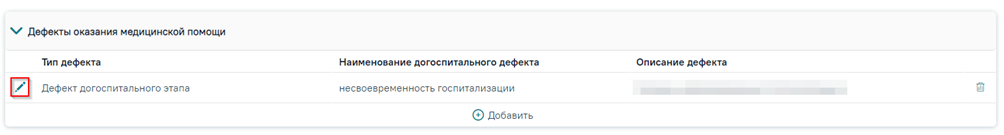 Дефекты оказания медицинской помощи
Тип дефекта Наименование догоспитального дефекта Описание дефекта
Дефект догоспитального этапа несвоевременность госпитализации
Добавить